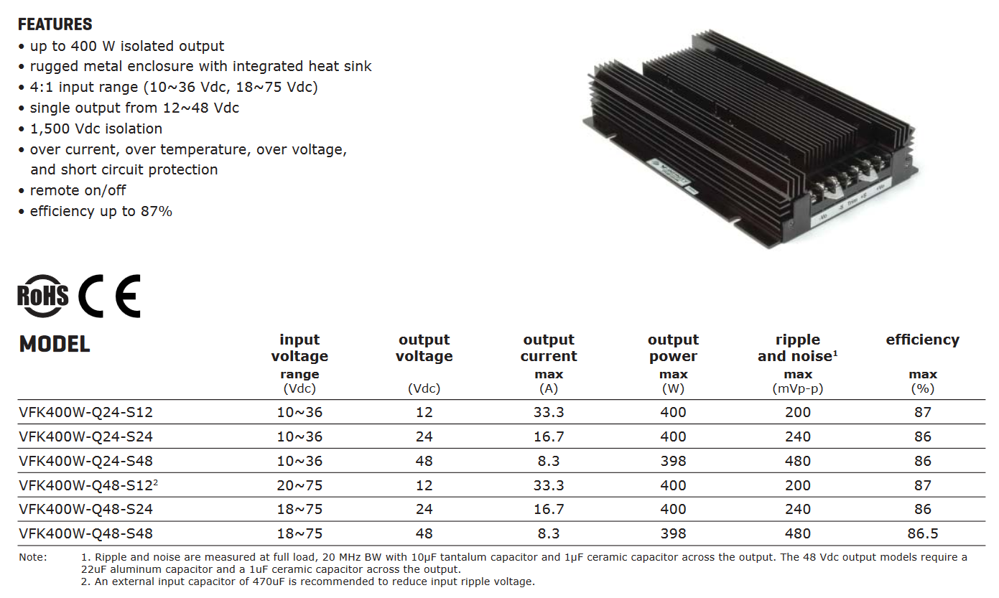 FEATURES
• up to 400 W isolated output
• rugged metal enclosure with integrated heat sink
• 4:1 input range (10~36 Vdc, 18~75 Vdc)
• single output from 12~48 Vdc
• 1,500 Vdc isolation
• over current, over temperature, over voltage,
and short circuit protection
• remote on/off
• efficiency up to 87%
-Vo -S Trim +S +Vo
RoHS CE
MODEL input output output output ripple efficiency
voltage voltage current power and noise¹
range max max max max
(Vdc) (Vdc) (A) (W) (mVp-p) (%)
VFK400W-Q24-S12 10~36 12 33.3 400 200 87
VFK400W-Q24-S24 10~36 24 16.7 400 240 86
VFK400W-Q24-S48 10~36 48 8.3 398 480 86
VFK400W-Q48-S12² 20~75 12 33.3 400 200 87
VFK400W-Q48-S24 18~75 24 16.7 400 240 86
VFK400W-Q48-S48 18~75 48 8.3 398 480 86.5
Note: 1. Ripple and noise are measured at full load, 20 MHz BW with 10µF tantalum capacitor and 1µF ceramic capacitor across the output. The 48 Vdc output models require a
22uF aluminum capacitor and a 1uF ceramic capacitor across the output.
2. An external input capacitor of 470uF is recommended to reduce input ripple voltage.